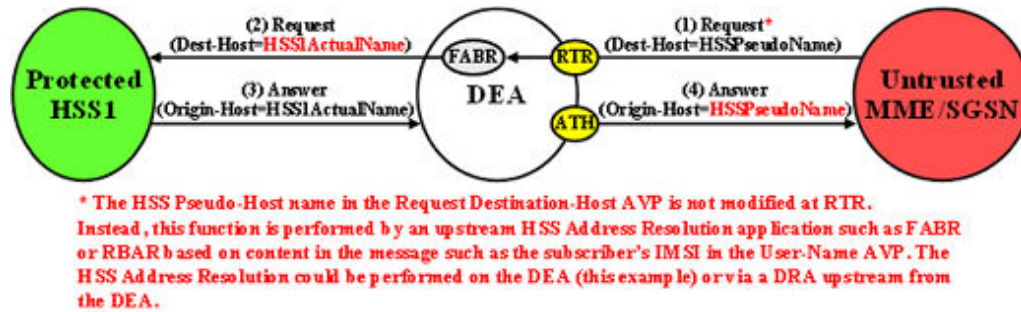 (2) Request
(Dest-Host=HSS1ActualName)
(1) Request*
(Dest-Host=HSSPseudoName)
FABR
RTR
Protected
HSS1
DEA
Untrusted
MME/SGSN
(3) Answer
(Origin-Host=HSS1ActualName)
(4) Answer
(Origin-Host=HSSPseudoName)
ATH
* The HSS Pseudo-Host name in the Request Destination-Host AVP is not modified at RTR.
Instead, this function is performed by an upstream HSS Address Resolution application such as FABR
or RBAR based on content in the message such as the subscriber's IMSI in the User-Name AVP. The
HSS Address Resolution could be performed on the DEA (this example) or via a DRA upstream from
the DEA.